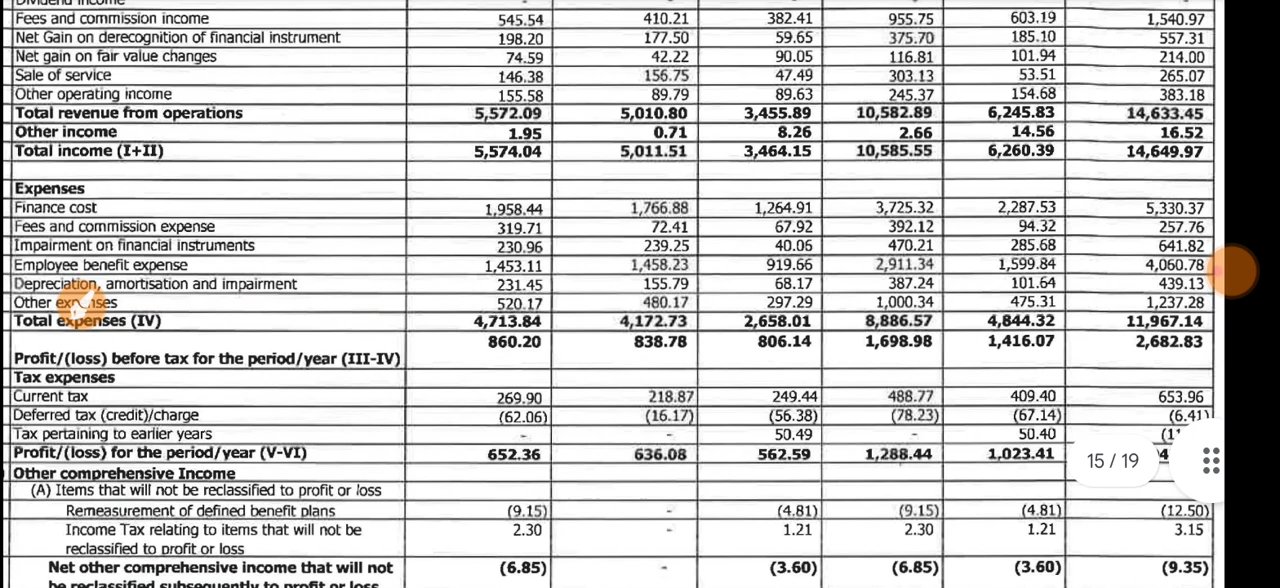 Dividend income
Fees and commission income 545.54 410.21 382.41 955.75 603.19 1,540.97
Net Gain on derecognition of financial instrument 198.20 177.50 59.65 375.70 185.10 557.31
Net gain on fair value changes 74.59 42.22 90.05 116.81 101.94 214.00
Sale of service 146.38 156.75 47.49 303.13 53.51 265.07
Other operating income 155.58 89.79 89.63 245.37 154.68 383.18
Total revenue from operations 5,572.09 5,010.80 3,455.89 10,582.89 6,245.83 14,633.45
Other income 1.95 0.71 8.26 2.66 14.56 16.52
Total income (I+II) 5,574.04 5,011.51 3,464.15 10,585.55 6,260.39 14,649.97
Expenses
Finance cost 1,958.44 1,766.88 1,264.91 3,725.32 2,287.53 5,330.37
Fees and commission expense 319.71 72.41 67.92 392.12 94.32 257.76
Impairment on financial instruments 230.96 239.25 40.06 470.21 285.68 641.82
Employee benefit expense 1,453.11 1,458.23 919.66 2,911.34 1,599.84 4,060.78
Depreciation, amortisation and impairment 231.45 155.79 68.17 387.24 101.64 439.13
Other 520.17 480.17 297.29 1,000.34 475.31 1,237.28
Total expenses (IV) 4,713.84 4,172.73 2,658.01 8,886.57 4,844.32 11,967.14
860.20 838.78 806.14 1,698.98 1,416.07 2,682.83
Profit/(loss) before tax for the period/year (III-IV)
Tax expenses
Current tax 269.90 218.87 249.44 488.77 409.40 653.96
Deferred tax (credit)/charge (62.06) (16.17) (56.38) (78.23) (67.14) (6.41)
Tax pertaining to earlier years - - 50.49 - 50.40
Profit/(loss) for the period/year (V-VI) 652.36 636.08 562.59 1,288.44 1,023.41
15 / 19
Other comprehensive Income
(A) Items that will not be reclassified to profit or loss
Remeasurement of defined benefit plans (9.15) - (4.81) (9.15) (4.81) (12.50)
Income Tax relating to items that will not be 2.30 - 1.21 2.30 1.21 3.15
reclassified to profit or loss
Net other comprehensive income that will not (6.85) - (3.60) (6.85) (3.60) (9.35)
be reclassified subsequently to profit or loss